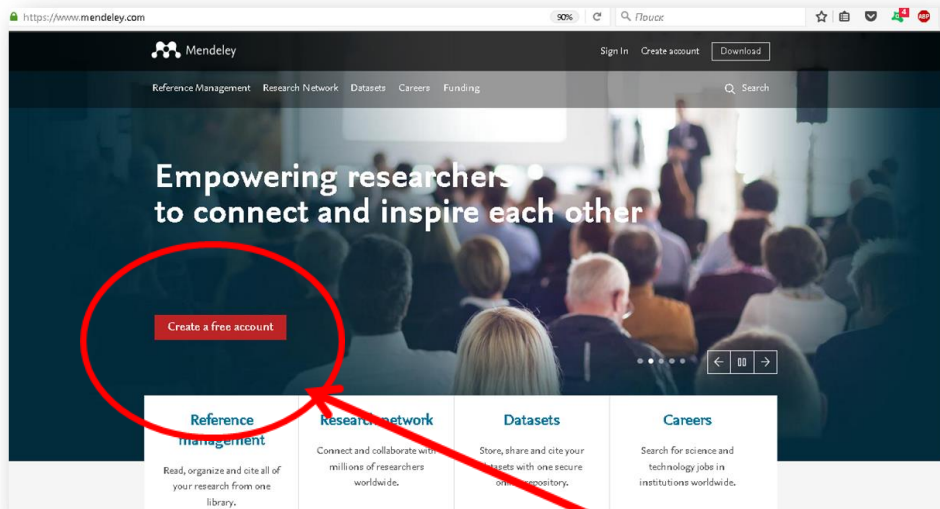 https://www.mendeley.com
90%
Поиск
4
ABP
Mendeley
Sign In Create account Download
Reference Management Research Network Datasets Careers Funding
Search
Empowering researchers
to connect and inspire each other
Create a free account
Reference
management
Read, organize and cite all of
your research from one
library.
Research network
Connect and collaborate with
millions of researchers
worldwide.
Datasets
Store, share and cite your
datasets with one secure
online repository.
Careers
Search for science and
technology jobs in
institutions worldwide.